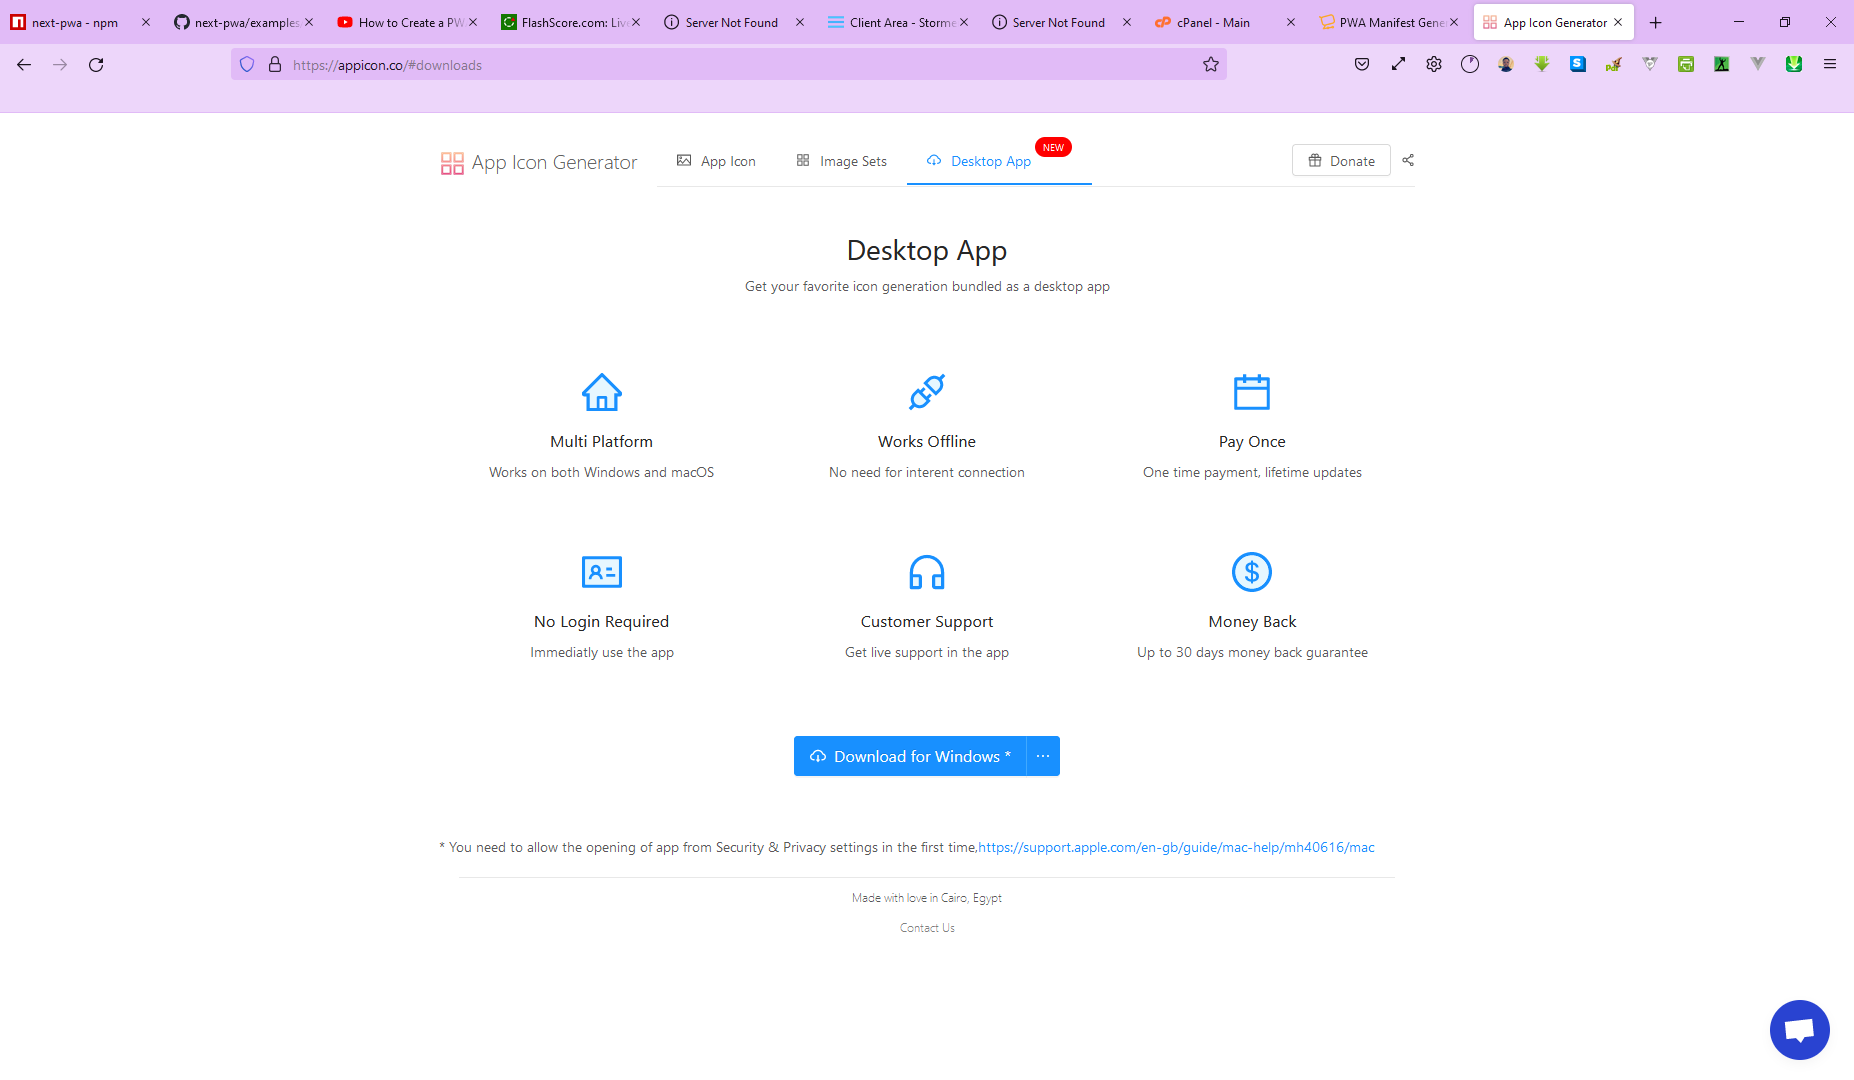 next-pwa - npm
next-pwa/examples
How to Create a PW
FlashScore.com: Live
Server Not Found
Client Area - Storme
Server Not Found
cPanel - Main
PWA Manifest Gene
App Icon Generator
https://appicon.co/#downloads
App Icon Generator
App Icon
Image Sets
Desktop App
NEW
Donate
Desktop App
Get your favorite icon generation bundled as a desktop app
Multi Platform
Works Offline
Pay Once
Works on both Windows and macOS
No need for interent connection
One time payment, lifetime updates
No Login Required
Customer Support
Money Back
Immediatly use the app
Get live support in the app
Up to 30 days money back guarantee
Download for Windows *
* You need to allow the opening of app from Security & Privacy settings in the first time,https://support.apple.com/en-gb/guide/mac-help/mh40616/mac
Made with love in Cairo, Egypt
Contact Us